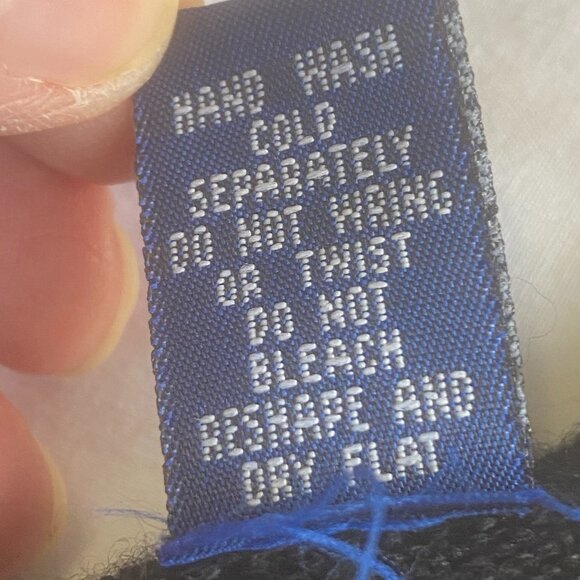 HAND WASH
COLD
SEPARATELY
DO NOT WRING
OR TWIST
DO NOT
BLEACH
RESHAPE AND
DRY FLAT